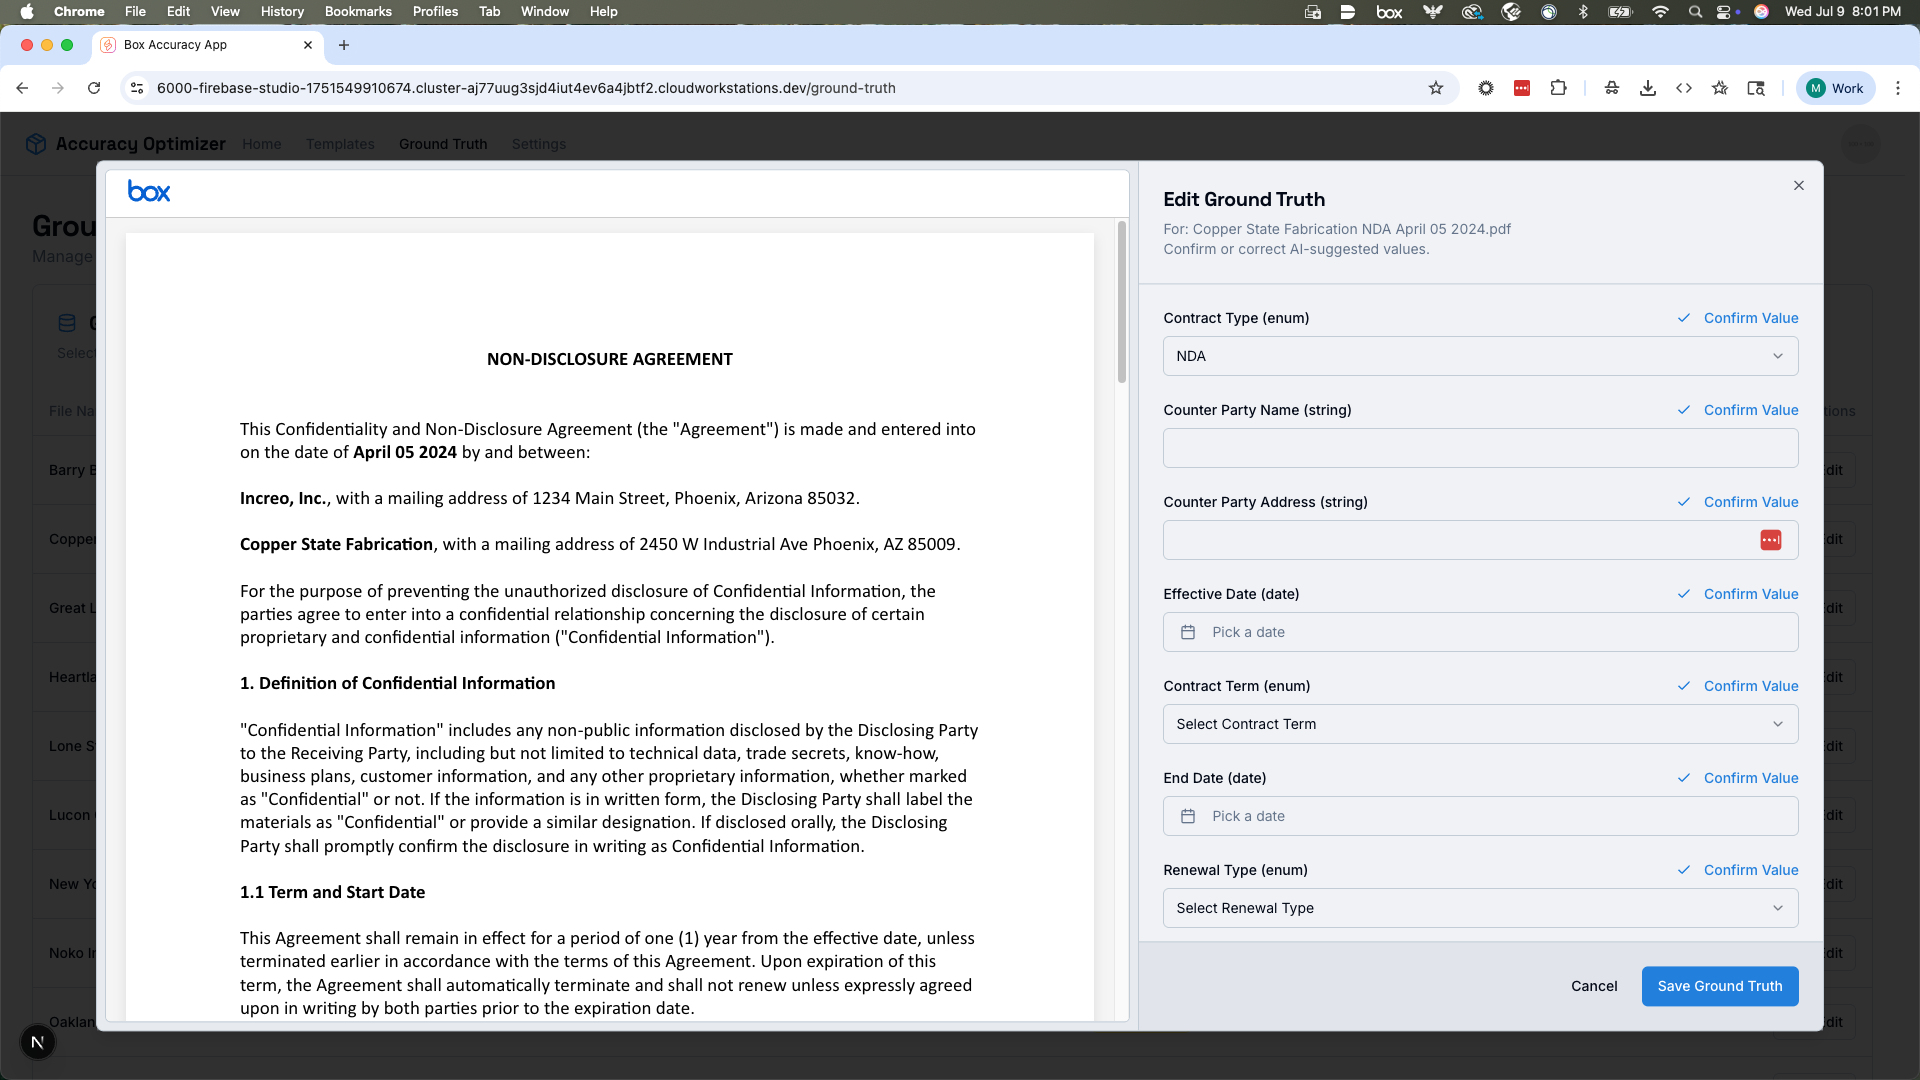 Chrome File Edit View History Bookmarks Profiles Tab Window Help
box
Wed Jul 9 8:01 PM
Box Accuracy App
6000-firebase-studio-1751549910674.cluster-aj77uug3sjd4iut4ev6a4jbtf2.cloudworkstations.dev/ground-truth
M Work
Accuracy Optimizer Home Templates Ground Truth Settings
Grou
Manage
G
Select
File Na
tions
Barry B
dit
Copper
dit
Great L
dit
Heartla
dit
Lone S
dit
Lucon
dit
New Yo
dit
Noko In
dit
Oaklan
dit
N
box
NON-DISCLOSURE AGREEMENT
This Confidentiality and Non-Disclosure Agreement (the "Agreement") is made and entered into
on the date of April 05 2024 by and between:
Increo, Inc., with a mailing address of 1234 Main Street, Phoenix, Arizona 85032.
Copper State Fabrication, with a mailing address of 2450 W Industrial Ave Phoenix, AZ 85009.
For the purpose of preventing the unauthorized disclosure of Confidential Information, the
parties agree to enter into a confidential relationship concerning the disclosure of certain
proprietary and confidential information ("Confidential Information").
1. Definition of Confidential Information
"Confidential Information" includes any non-public information disclosed by the Disclosing Party
to the Receiving Party, including but not limited to technical data, trade secrets, know-how,
business plans, customer information, and any other proprietary information, whether marked
as "Confidential" or not. If the information is in written form, the Disclosing Party shall label the
materials as "Confidential" or provide a similar designation. If disclosed orally, the Disclosing
Party shall promptly confirm the disclosure in writing as Confidential Information.
1.1 Term and Start Date
This Agreement shall remain in effect for a period of one (1) year from the effective date, unless
terminated earlier in accordance with the terms of this Agreement. Upon expiration of this
term, the Agreement shall automatically terminate and shall not renew unless expressly agreed
upon in writing by both parties prior to the expiration date.
Edit Ground Truth
For: Copper State Fabrication NDA April 05 2024.pdf
Confirm or correct AI-suggested values.
Contract Type (enum) Confirm Value
NDA
Counter Party Name (string) Confirm Value
Counter Party Address (string) Confirm Value
Effective Date (date) Confirm Value
Pick a date
Contract Term (enum) Confirm Value
Select Contract Term
End Date (date) Confirm Value
Pick a date
Renewal Type (enum) Confirm Value
Select Renewal Type
Cancel Save Ground Truth